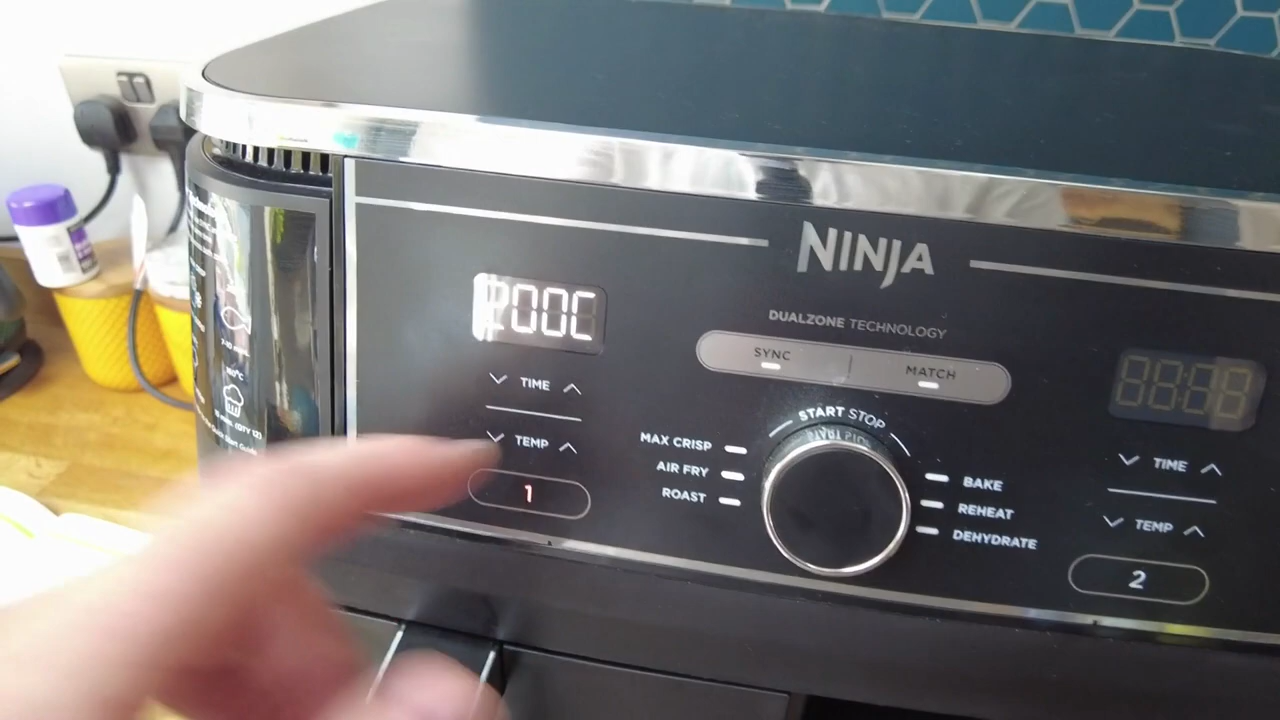 NINJA
DUALZONE TECHNOLOGY
SYNC
MATCH
200C
TIME
TEMP
1
START STOP
MAX CRISP
AIR FRY
ROAST
BAKE
REHEAT
DEHYDRATE
TIME
TEMP
2